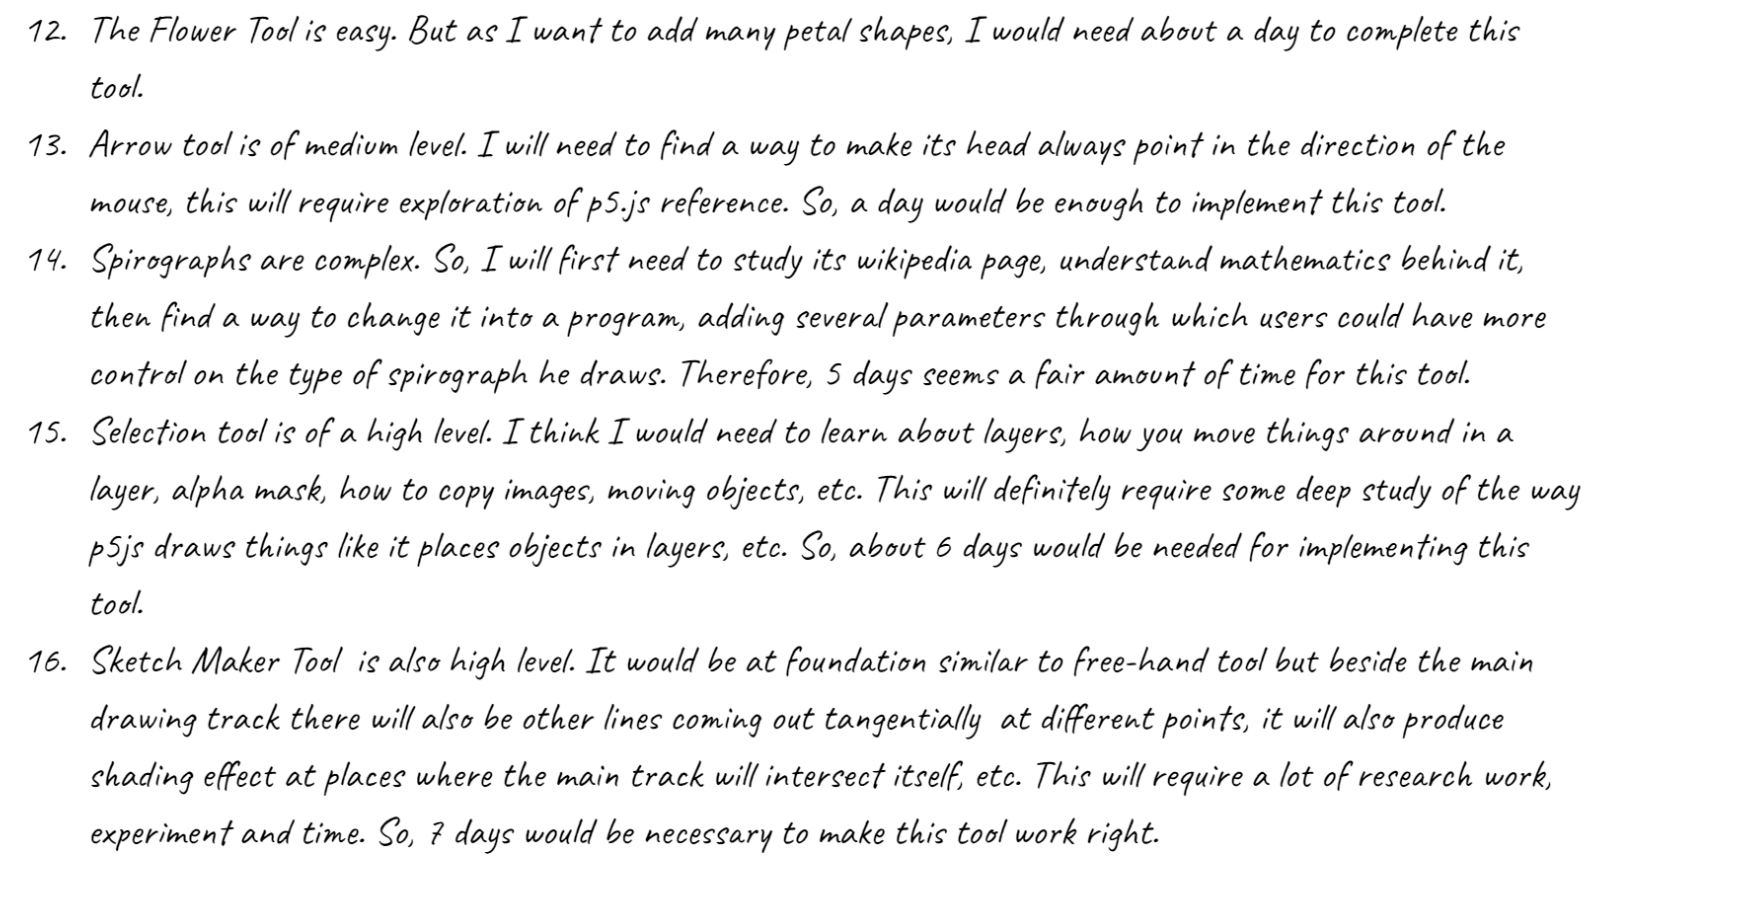 12. The Flower Tool is easy. But as I want to add many petal shapes, I would need about a day to complete this
tool.
13. Arrow tool is of medium level. I will need to find a way to make its head always point in the direction of the
mouse, this will require exploration of p5.js reference. So, a day would be enough to implement this tool.
14. Spirographs are complex. So, I will first need to study its wikipedia page, understand mathematics behind it,
then find a way to change it into a program, adding several parameters through which users could have more
control on the type of spirograph he draws. Therefore, 5 days seems a fair amount of time for this tool.
15. Selection tool is of a high level. I think I would need to learn about layers, how you move things around in a
layer, alpha mask, how to copy images, moving objects, etc. This will definitely require some deep study of the way
p5js draws things like it places objects in layers, etc. So, about 6 days would be needed for implementing this
tool.
16. Sketch Maker Tool is also high level. It would be at foundation similar to free-hand tool but beside the main
drawing track there will also be other lines coming out tangentially at different points, it will also produce
shading effect at places where the main track will intersect itself, etc. This will require a lot of research work,
experiment and time. So, 7 days would be necessary to make this tool work right.